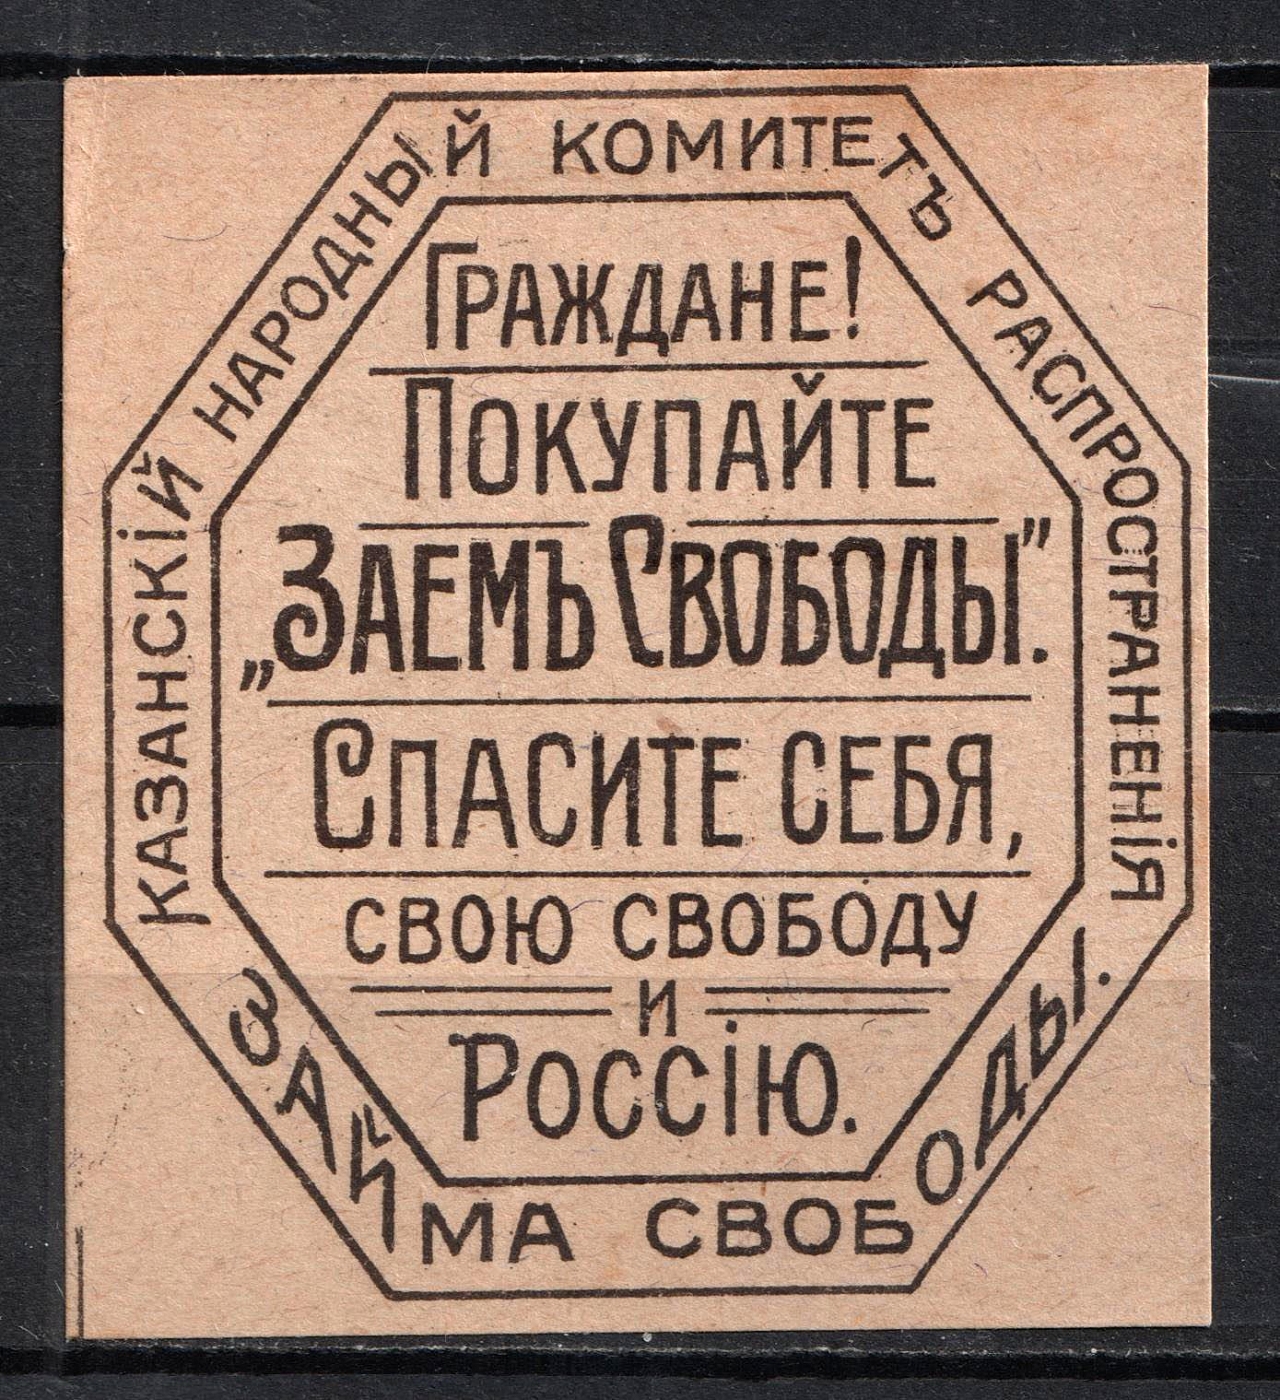 КАЗАНСКІЙ НАРОДНЫЙ КОМИТЕТЪ РАСПРОСТРАНЕНІЯ
ЗАЙМА СВОБОДЫ.
ГРАЖДАНЕ!
ПОКУПАЙТЕ
„ЗАЕМЪ СВОБОДЫ".
СПАСИТЕ СЕБЯ,
СВОЮ СВОБОДУ
И
РОССІЮ.